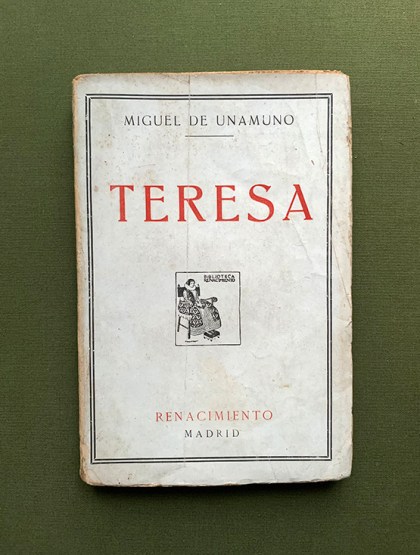 MIGUEL DE UNAMUNO
TERESA
BIBLIOTECA
RENACIMIENTO
RENACIMIENTO
MADRID